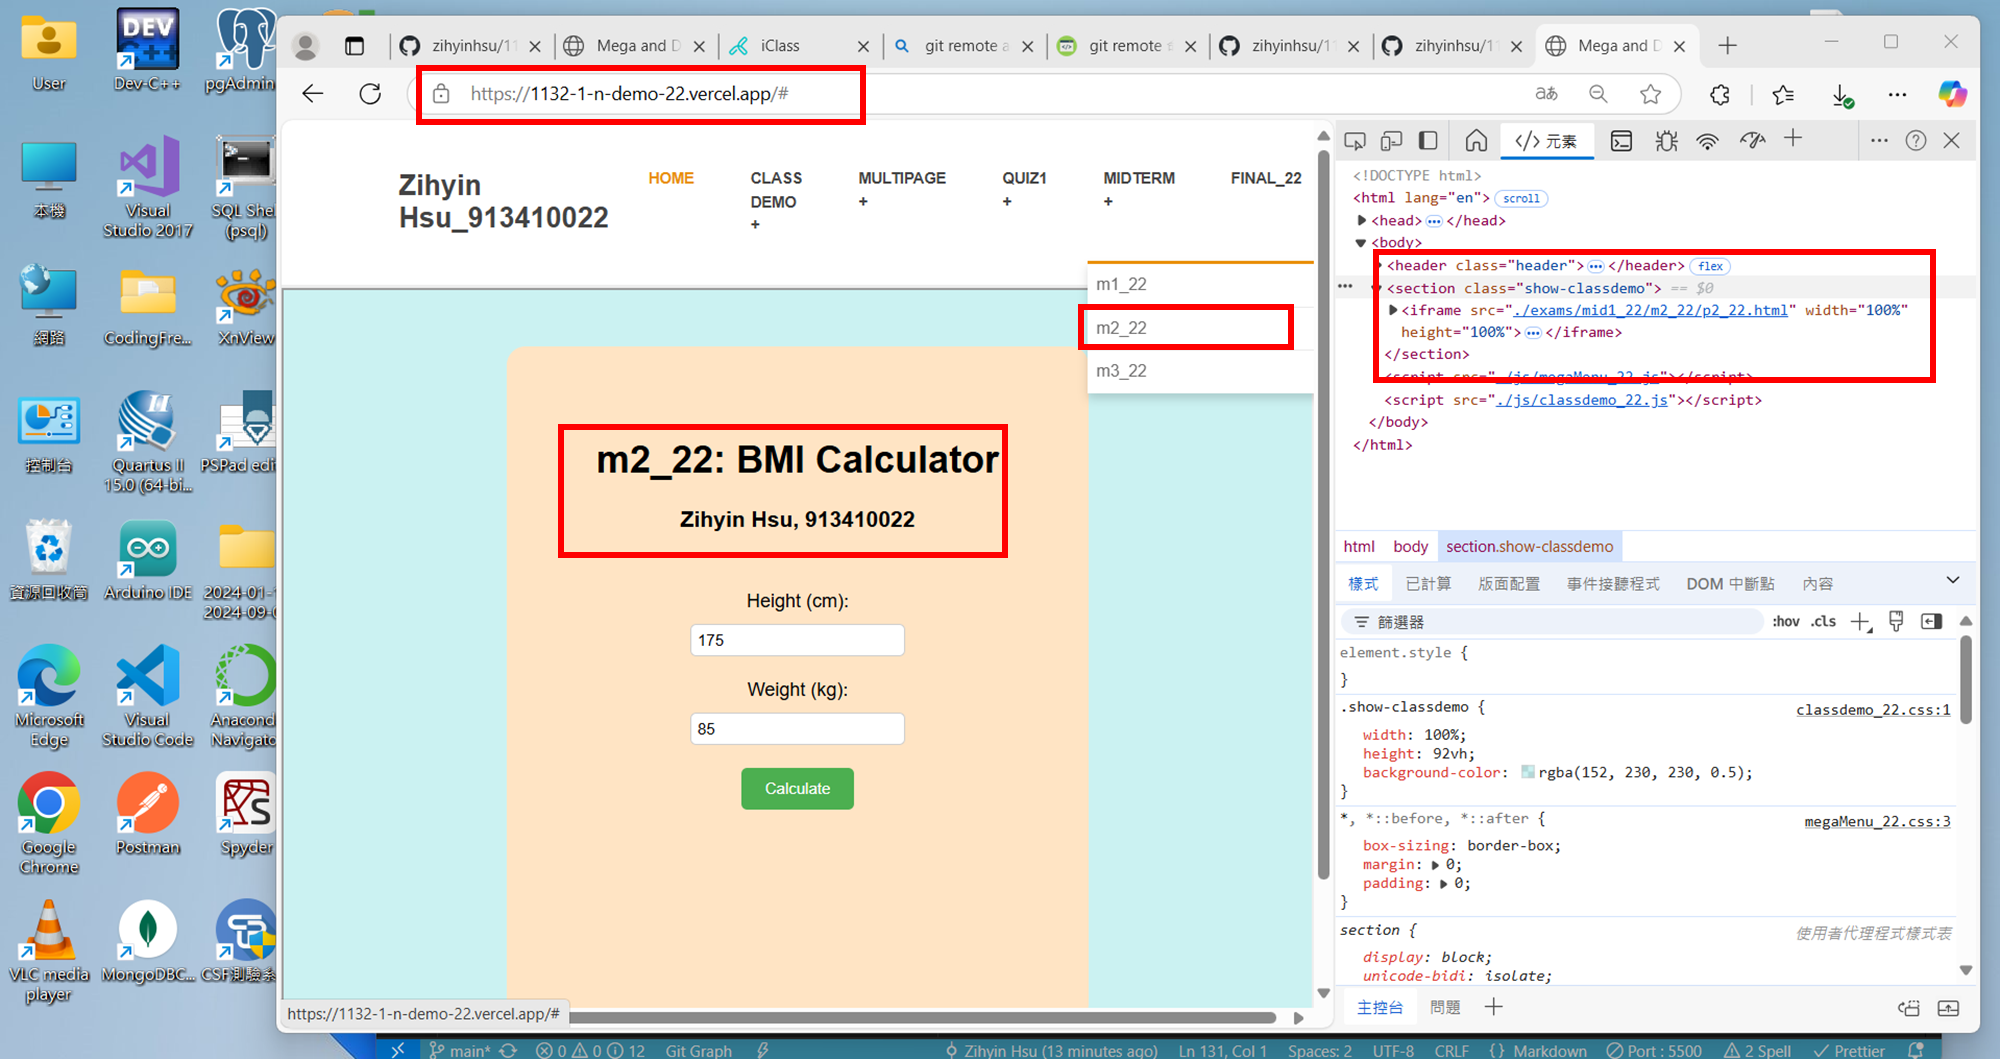 User
Dev-C++
pgAdmin
本機
Visual
Studio 2017
SQL She
(psql)
網路
CodingFre...
XnView
控制台
Quartus II
15.0 (64-bi...
PSPad edi
資源回收筒
Arduino IDE
2024-01-
2024-09-
Microsoft
Edge
Visual
Studio Code
Anacond
Navigato
Google
Chrome
Postman
Spyder
VLC media
player
MongoDBC...
CSF測驗系
zihyinhsu/11
Mega and D
iClass
git remote a
git remote
zihyinhsu/11
zihyinhsu/11
Mega and D
https://1132-1-n-demo-22.vercel.app/#
Zihyin
Hsu_913410022
HOME
CLASS
DEMO
+
MULTIPAGE
+
QUIZ1
+
MIDTERM
+
FINAL_22
m1_22
m2_22
m3_22
m2_22: BMI Calculator
Zihyin Hsu, 913410022
Height (cm):
175
Weight (kg):
85
Calculate
https://1132-1-n-demo-22.vercel.app/#
</> 元素
<!DOCTYPE html>
<html lang="en"> scroll
<head> ••• </head>
<body>
<header class="header"> ••• </header> flex
••• <section class="show-classdemo"> == $0
<iframe src="./exams/mid1_22/m2_22/p2_22.html" width="100%"
height="100%"> ••• </iframe>
</section>
<script src="./js/megaMenu_22.js"></script>
<script src="./js/classdemo_22.js"></script>
</body>
</html>
html body section.show-classdemo
樣式 已計算 版面配置 事件接聽程式 DOM 中斷點 內容
篩選器 :hov .cls
element.style {
}
.show-classdemo { classdemo_22.css:1
width: 100%;
height: 92vh;
background-color: rgba(152, 230, 230, 0.5);
}
*, *::before, *::after { megaMenu_22.css:3
box-sizing: border-box;
margin: 0;
padding: 0;
}
section { 使用者代理程式樣式表
display: block;
unicode-bidi: isolate;
主控台 問題
main* 0 0 12 Git Graph Zihyin Hsu (13 minutes ago) Ln 131, Col 1 Spaces: 2 UTF-8 CRLF {} Markdown Port : 5500 2 Spell Prettier